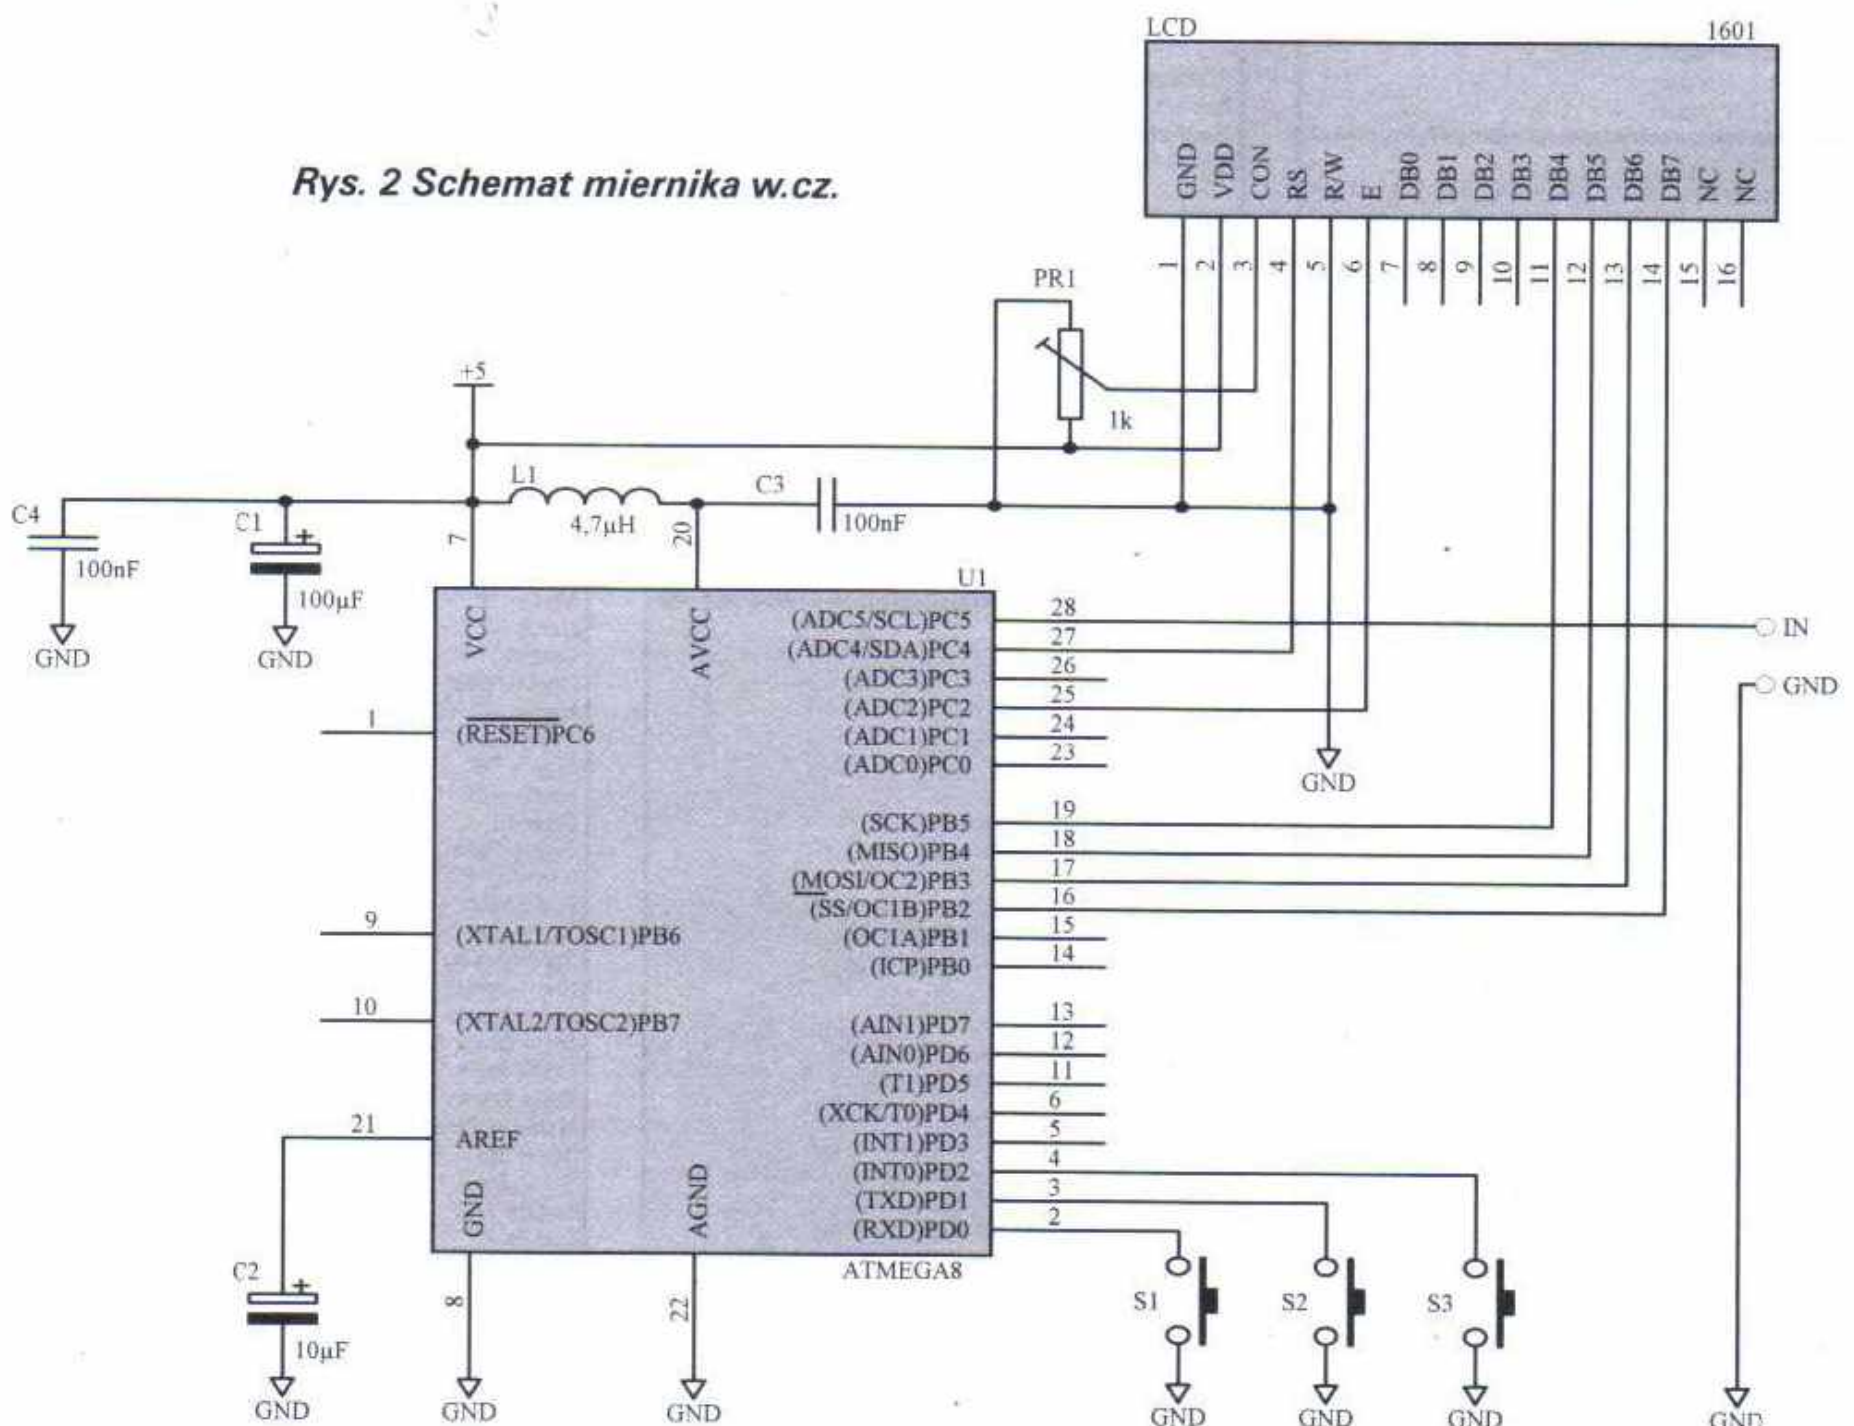 LCD 1601
GND VDD CON RS R/W E DB0 DB1 DB2 DB3 DB4 DB5 DB6 DB7 NC NC
1 2 3 4 5 6 7 8 9 10 11 12 13 14 15 16
Rys. 2 Schemat miernika w.cz.
PR1
1k
+5
L1
4,7µH
C3
100nF
C4
100nF
GND
C1
+
100µF
GND
7
20
U1
VCC
AVCC
(ADC5/SCL)PC5 28
IN
(ADC4/SDA)PC4 27
(ADC3)PC3 26
GND
(ADC2)PC2 25
(ADC1)PC1 24
(ADC0)PC0 23
GND
1 (RESET)PC6
(SCK)PB5 19
(MISO)PB4 18
(MOSI/OC2)PB3 17
(SS/OC1B)PB2 16
(OC1A)PB1 15
(ICP)PB0 14
9 (XTAL1/TOSC1)PB6
10 (XTAL2/TOSC2)PB7
(AIN1)PD7 13
(AIN0)PD6 12
(T1)PD5 11
(XCK/T0)PD4 6
(INT1)PD3 5
(INT0)PD2 4
(TXD)PD1 3
(RXD)PD0 2
21 AREF
GND
AGND
ATMEGA8
C2
+
10µF
GND
8
GND
22
GND
S1
S2
S3
GND
GND
GND
GND